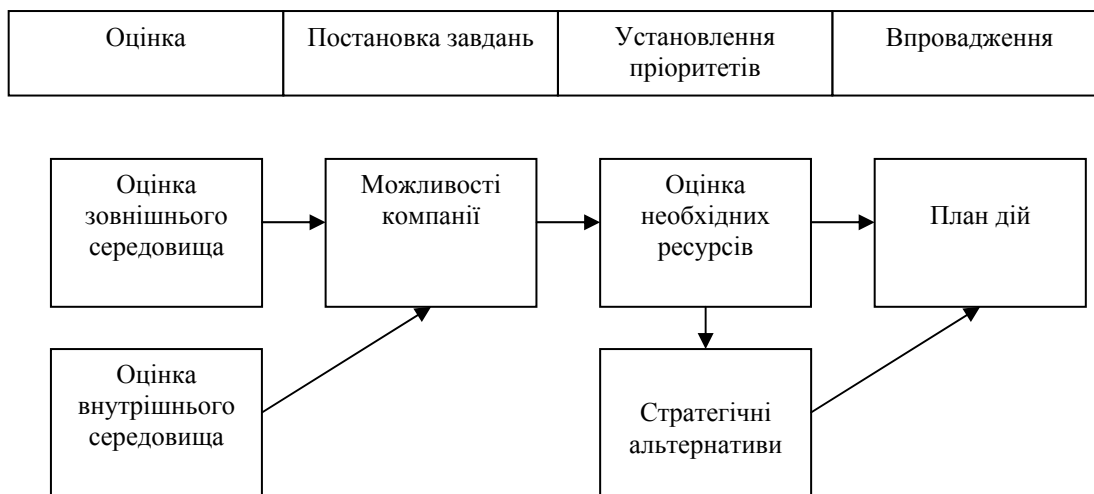 Оцінка
Постановка завдань
Установлення
пріоритетів
Впровадження
Оцінка
зовнішнього
середовища
Можливості
компанії
Оцінка
необхідних
ресурсів
План дій
Оцінка
внутрішнього
середовища
Стратегічні
альтернативи